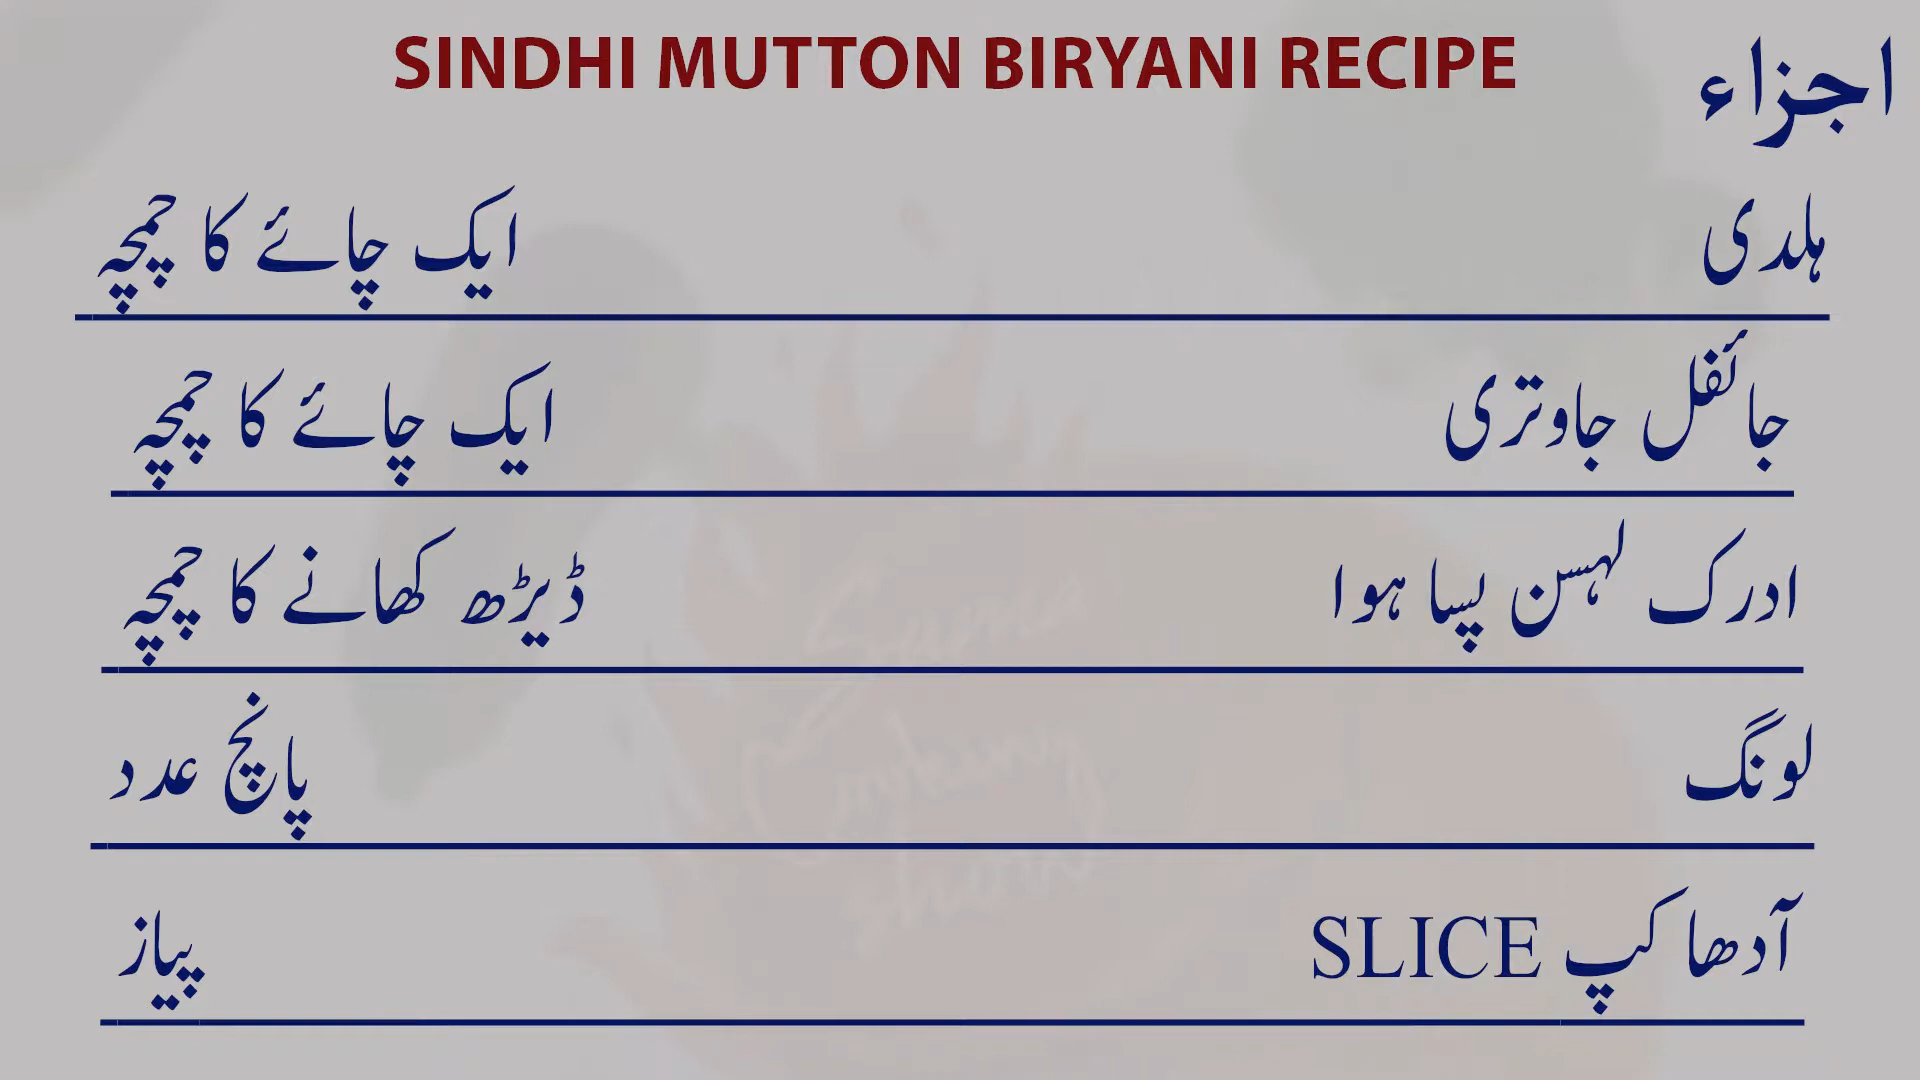 SINDHI MUTTON BIRYANI RECIPE اجزاء
ہلدی ایک چائے کا چمچہ
جائفل جاوتری ایک چائے کا چمچہ
ادرک لہسن پسا ہوا ڈیڑھ کھانے کا چمچہ
لونگ پانچ عدد
آدھا کپ SLICE پیاز